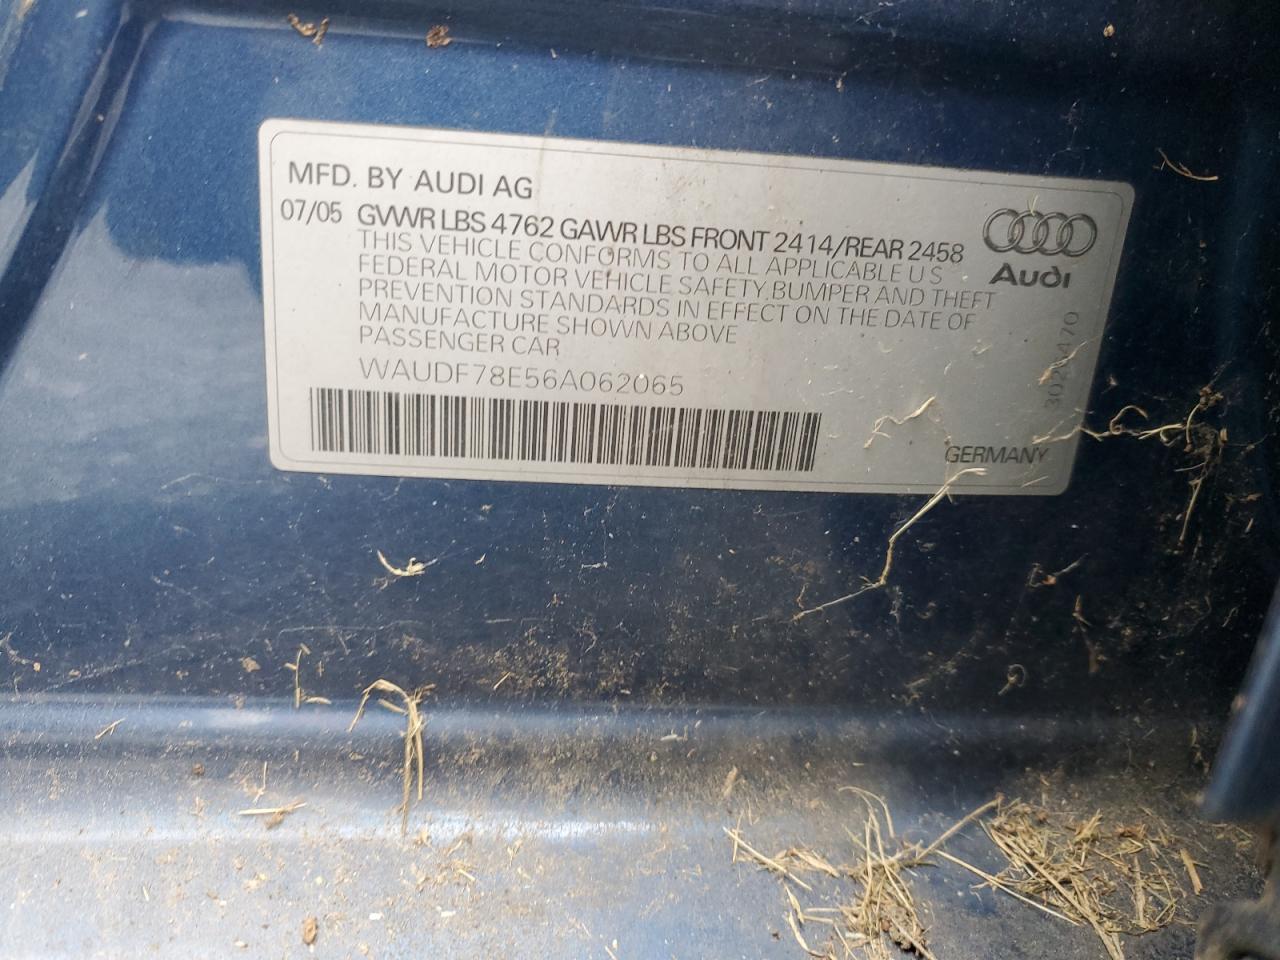 MFD. BY AUDI AG
07/05 GVWR LBS 4762 GAWR LBS FRONT 2414/REAR 2458
THIS VEHICLE CONFORMS TO ALL APPLICABLE U S
FEDERAL MOTOR VEHICLE SAFETY,BUMPER AND THEFT
PREVENTION STANDARDS IN EFFECT ON THE DATE OF
MANUFACTURE SHOWN ABOVE
PASSENGER CAR
WAUDF78E56A062065
Audi
GERMANY